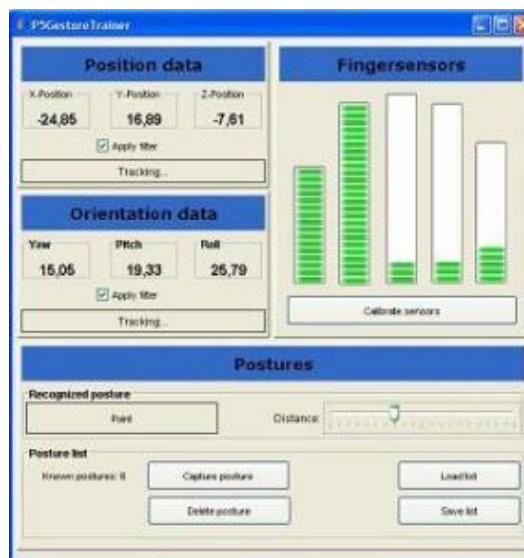 P5GestureTrainer
Position data
X-Position Y-Position Z-Position
-24,85 16,89 -7,61
Apply filter
Tracking...
Orientation data
Yaw Pitch Roll
15,05 19,33 25,79
Apply filter
Tracking...
Fingersensors
Calibrate sensors
Postures
Recognized posture
Point
Distance:
Posture list
Known postures: 6
Capture posture
Load list
Delete posture
Save list